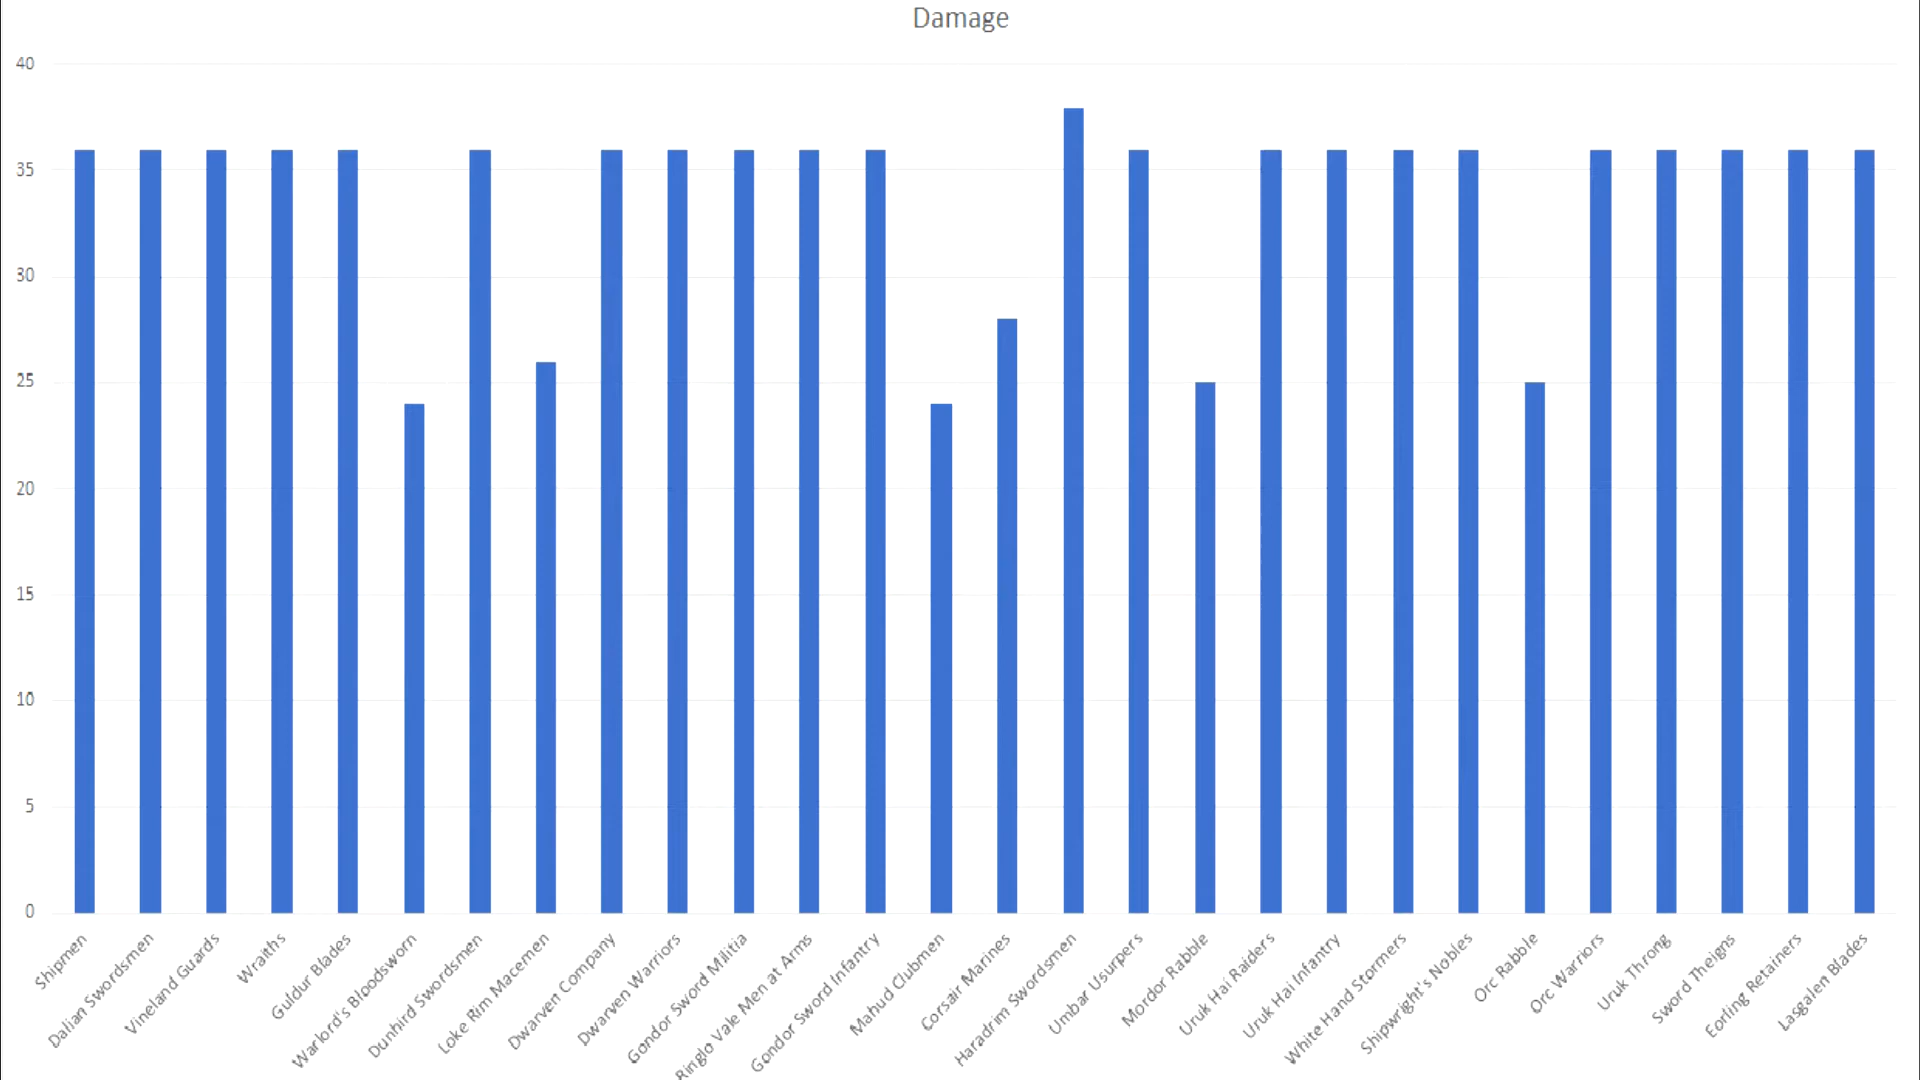 Damage
40
35
30
25
20
15
10
5
0
Shipmen
Dalian Swordsmen
Vineland Guards
Wraiths
Guldur Blades
Warlord's Bloodsworn
Dunhird Swordsmen
Loke Rim Macemen
Dwarven Company
Dwarven Warriors
Gondor Sword Militia
Ringlo Vale Men at Arms
Gondor Sword Infantry
Mahud Clubmen
Corsair Marines
Haradrim Swordsmen
Umbar Usurpers
Mordor Rabble
Uruk Hai Raiders
Uruk Hai Infantry
White Hand Stormers
Shipwright's Nobles
Orc Rabble
Orc Warriors
Uruk Throng
Sword Theigns
Eorling Retainers
Lasgalen Blades